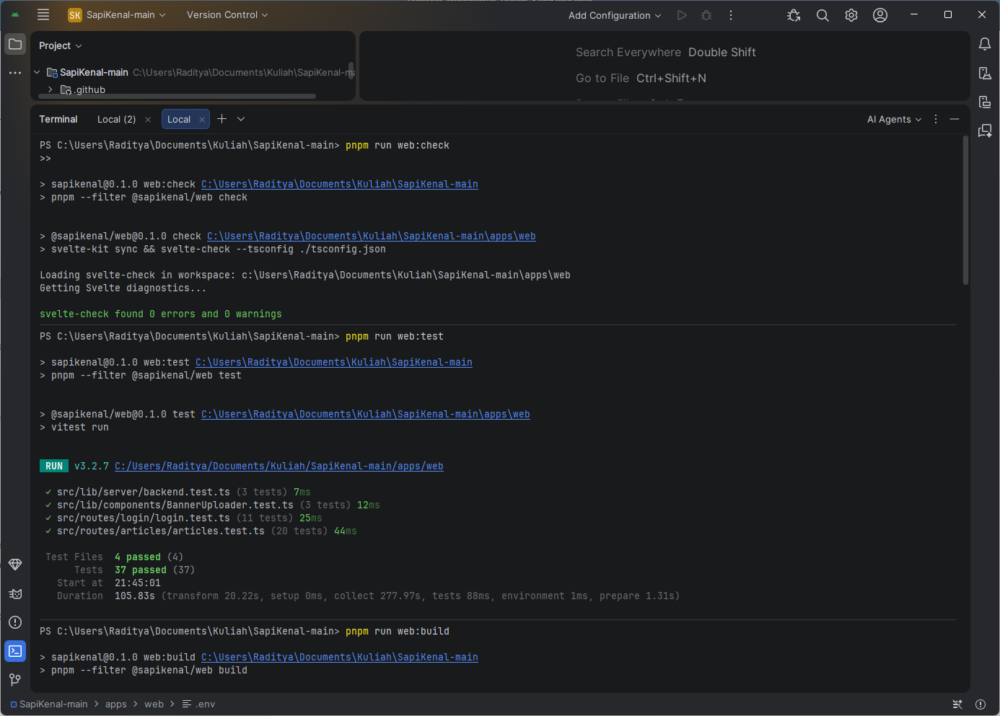 SK SapiKenal-main Version Control Add Configuration
Project
SapiKenal-main C:\Users\Raditya\Documents\Kuliah\SapiKenal-ma
.github
Search Everywhere Double Shift
Go to File Ctrl+Shift+N
Terminal Local (2) Local AI Agents
PS C:\Users\Raditya\Documents\Kuliah\SapiKenal-main> pnpm run web:check
>>
> sapikenal@0.1.0 web:check C:\Users\Raditya\Documents\Kuliah\SapiKenal-main
> pnpm --filter @sapikenal/web check
> @sapikenal/web@0.1.0 check C:\Users\Raditya\Documents\Kuliah\SapiKenal-main\apps\web
> svelte-kit sync && svelte-check --tsconfig ./tsconfig.json
Loading svelte-check in workspace: c:\Users\Raditya\Documents\Kuliah\SapiKenal-main\apps\web
Getting Svelte diagnostics...
svelte-check found 0 errors and 0 warnings
PS C:\Users\Raditya\Documents\Kuliah\SapiKenal-main> pnpm run web:test
> sapikenal@0.1.0 web:test C:\Users\Raditya\Documents\Kuliah\SapiKenal-main
> pnpm --filter @sapikenal/web test
> @sapikenal/web@0.1.0 test C:\Users\Raditya\Documents\Kuliah\SapiKenal-main\apps\web
> vitest run
RUN v3.2.7 C:/Users/Raditya/Documents/Kuliah/SapiKenal-main/apps/web
✓ src/lib/server/backend.test.ts (3 tests) 7ms
✓ src/lib/components/BannerUploader.test.ts (3 tests) 12ms
✓ src/routes/login/login.test.ts (11 tests) 25ms
✓ src/routes/articles/articles.test.ts (20 tests) 44ms
Test Files 4 passed (4)
Tests 37 passed (37)
Start at 21:45:01
Duration 105.83s (transform 20.22s, setup 0ms, collect 277.97s, tests 88ms, environment 1ms, prepare 1.31s)
PS C:\Users\Raditya\Documents\Kuliah\SapiKenal-main> pnpm run web:build
> sapikenal@0.1.0 web:build C:\Users\Raditya\Documents\Kuliah\SapiKenal-main
> pnpm --filter @sapikenal/web build
SapiKenal-main > apps > web > .env